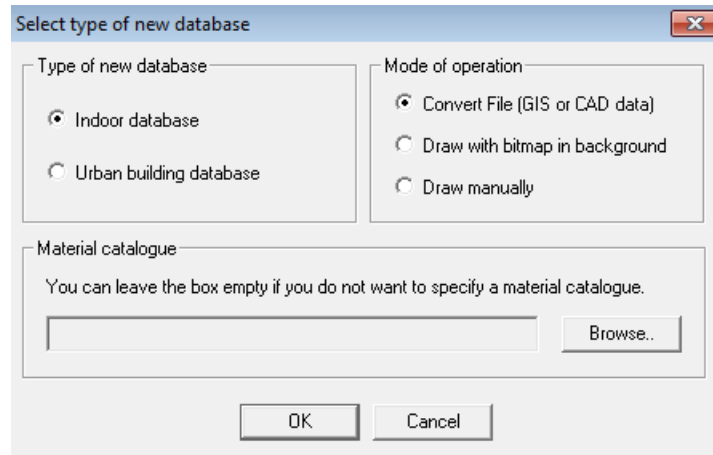 Select type of new database
Type of new database
Indoor database
Urban building database
Mode of operation
Convert File (GIS or CAD data)
Draw with bitmap in background
Draw manually
Material catalogue
You can leave the box empty if you do not want to specify a material catalogue.
Browse..
OK
Cancel